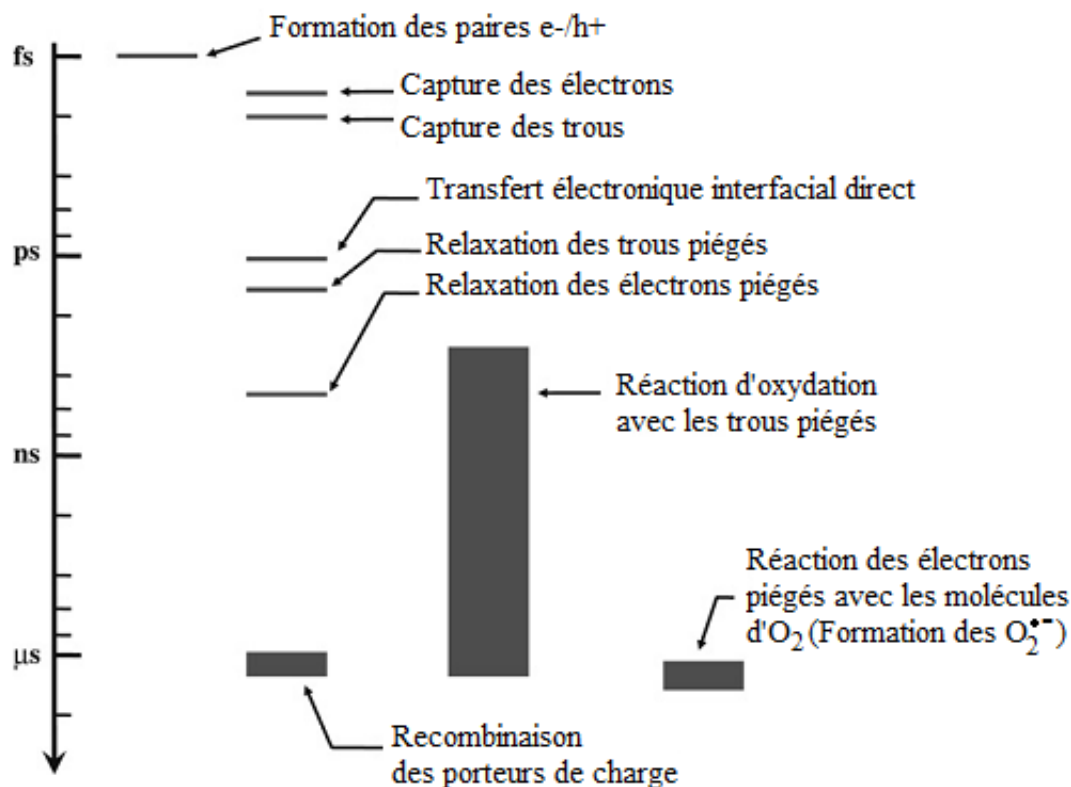 Formation des paires e-/h+
fs
Capture des électrons
Capture des trous
Transfert électronique interfacial direct
ps
Relaxation des trous piégés
Relaxation des électrons piégés
Réaction d'oxydation
avec les trous piégés
ns
Réaction des électrons
piégés avec les molécules
d'O₂ (Formation des O₂•⁻)
µs
Recombinaison
des porteurs de charge